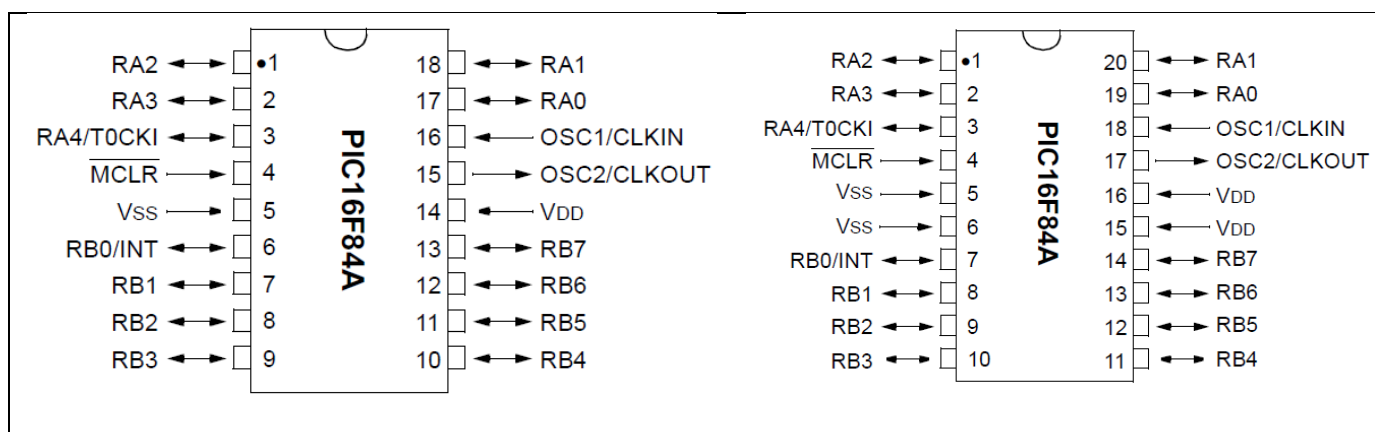 RA2 1 18 RA1
RA3 2 17 RA0
RA4/T0CKI 3 16 OSC1/CLKIN
MCLR 4 15 OSC2/CLKOUT
VSS 5 14 VDD
RB0/INT 6 13 RB7
RB1 7 12 RB6
RB2 8 11 RB5
RB3 9 10 RB4
PIC16F84A
RA2 1 20 RA1
RA3 2 19 RA0
RA4/T0CKI 3 18 OSC1/CLKIN
MCLR 4 17 OSC2/CLKOUT
VSS 5 16 VDD
VSS 6 15 VDD
RB0/INT 7 14 RB7
RB1 8 13 RB6
RB2 9 12 RB5
RB3 10 11 RB4
PIC16F84A